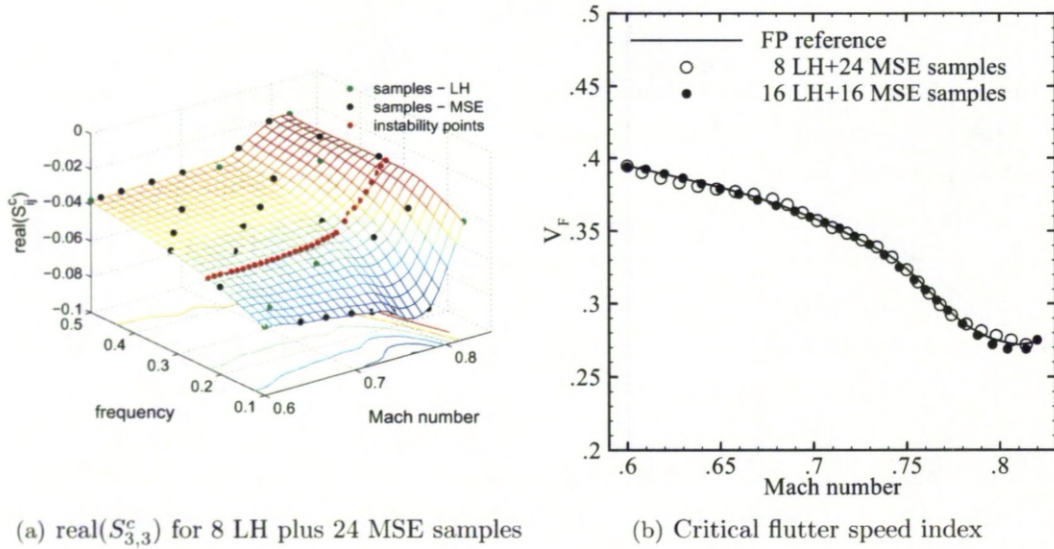 samples − LH
samples − MSE
instability points
0
−0.02
−0.04
−0.06
−0.08
−0.1
real(S^c_ij)
0.5
0.4
0.3
0.2
0.1
frequency
0.6
0.7
0.8
Mach number
(a) real(S^c_{3,3}) for 8 LH plus 24 MSE samples
.5
.45
.4
.35
.3
.25
.2
V_F
FP reference
8 LH+24 MSE samples
16 LH+16 MSE samples
.6
.65
.7
.75
.8
Mach number
(b) Critical flutter speed index